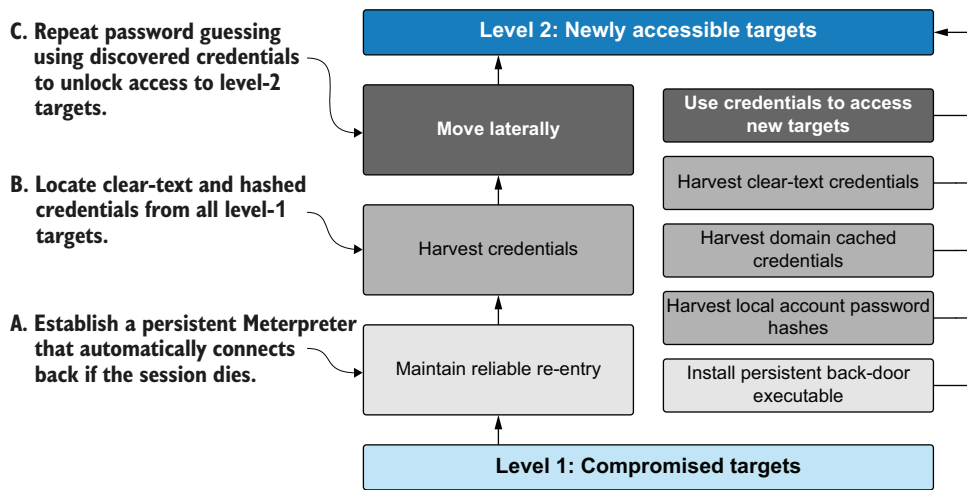 C. Repeat password guessing
using discovered credentials
to unlock access to level-2
targets.
Level 2: Newly accessible targets
Move laterally
Use credentials to access
new targets
B. Locate clear-text and hashed
credentials from all level-1
targets.
Harvest clear-text credentials
Harvest credentials
Harvest domain cached
credentials
A. Establish a persistent Meterpreter
that automatically connects
back if the session dies.
Harvest local account password
hashes
Maintain reliable re-entry
Install persistent back-door
executable
Level 1: Compromised targets